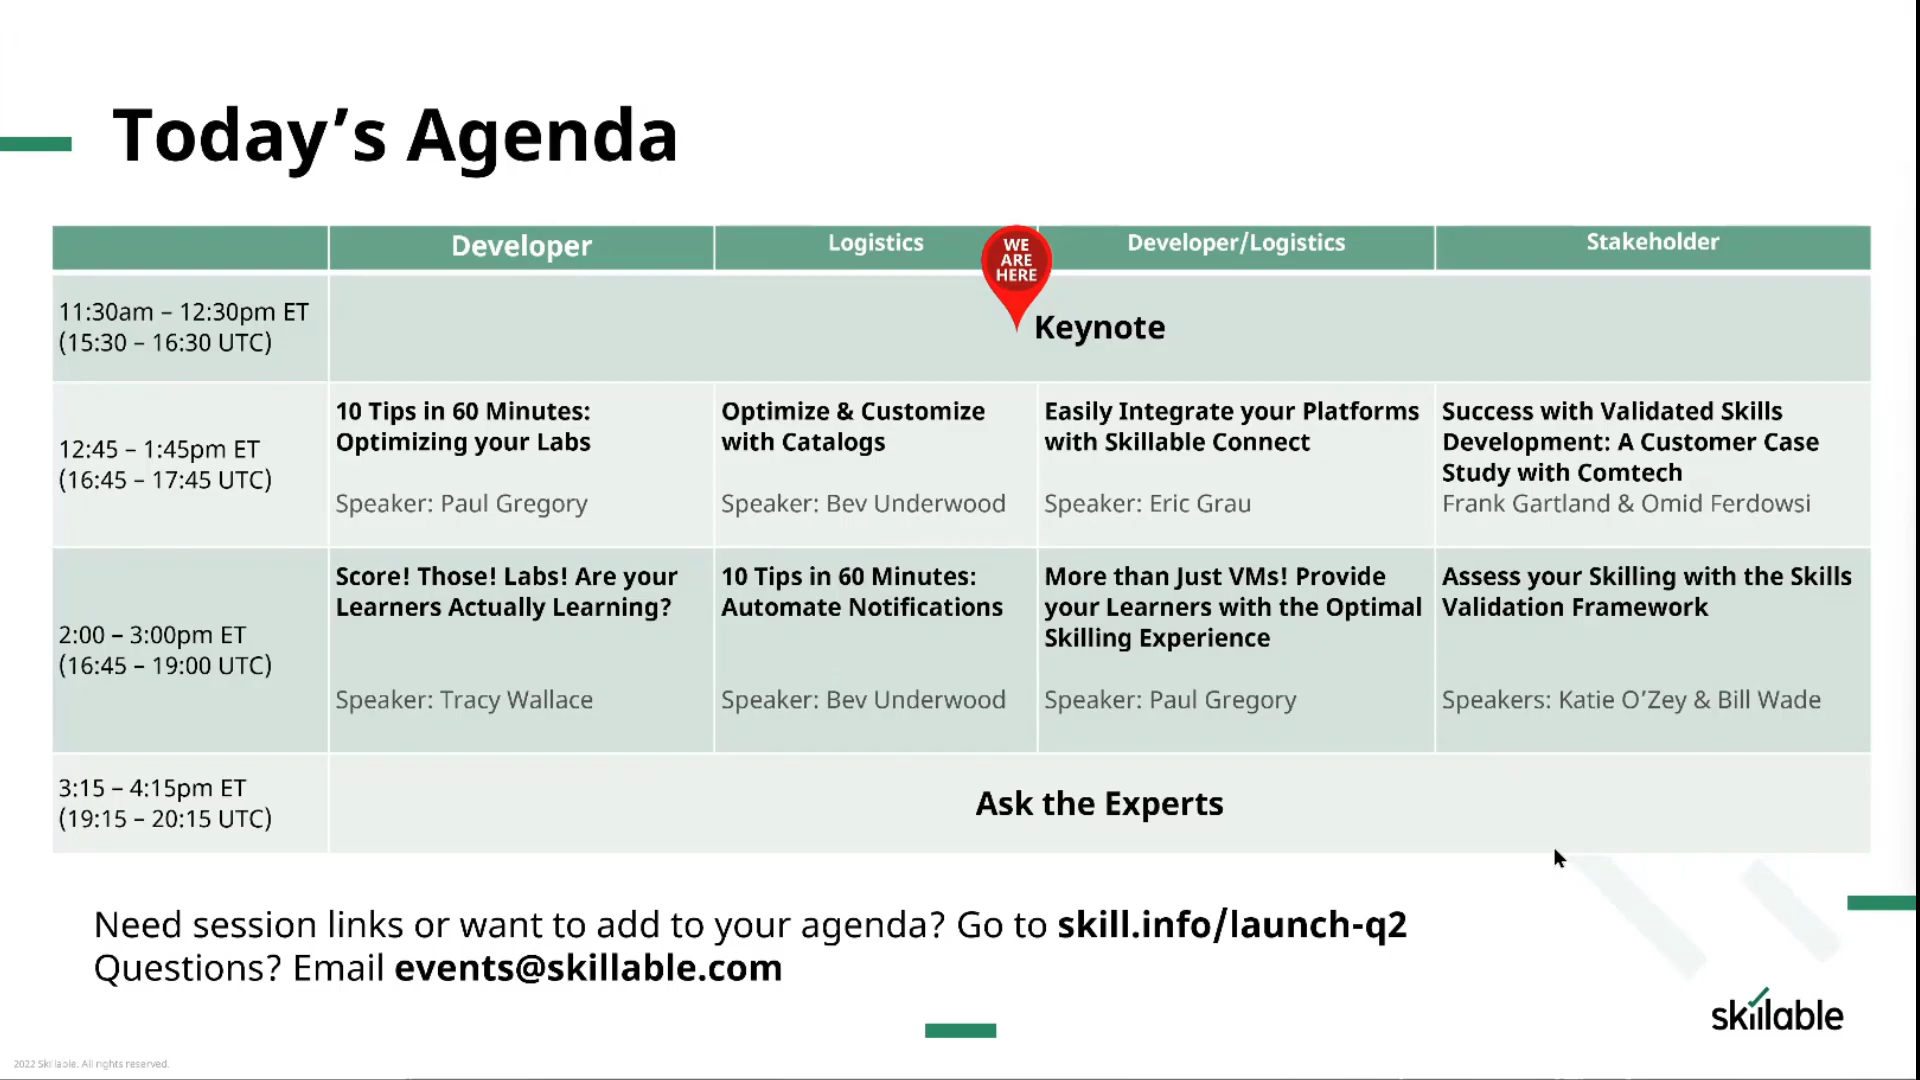 Today’s Agenda
Developer
Logistics
Developer/Logistics
Stakeholder
WE
ARE
HERE
11:30am – 12:30pm ET
(15:30 – 16:30 UTC)
Keynote
12:45 – 1:45pm ET
(16:45 – 17:45 UTC)
10 Tips in 60 Minutes:
Optimizing your Labs
Speaker: Paul Gregory
Optimize & Customize
with Catalogs
Speaker: Bev Underwood
Easily Integrate your Platforms
with Skillable Connect
Speaker: Eric Grau
Success with Validated Skills
Development: A Customer Case
Study with Comtech
Frank Gartland & Omid Ferdowsi
2:00 – 3:00pm ET
(16:45 – 19:00 UTC)
Score! Those! Labs! Are your
Learners Actually Learning?
Speaker: Tracy Wallace
10 Tips in 60 Minutes:
Automate Notifications
Speaker: Bev Underwood
More than Just VMs! Provide
your Learners with the Optimal
Skilling Experience
Speaker: Paul Gregory
Assess your Skilling with the Skills
Validation Framework
Speakers: Katie O’Zey & Bill Wade
3:15 – 4:15pm ET
(19:15 – 20:15 UTC)
Ask the Experts
Need session links or want to add to your agenda? Go to skill.info/launch-q2
Questions? Email events@skillable.com
skillable
2022 Skillable. All rights reserved.